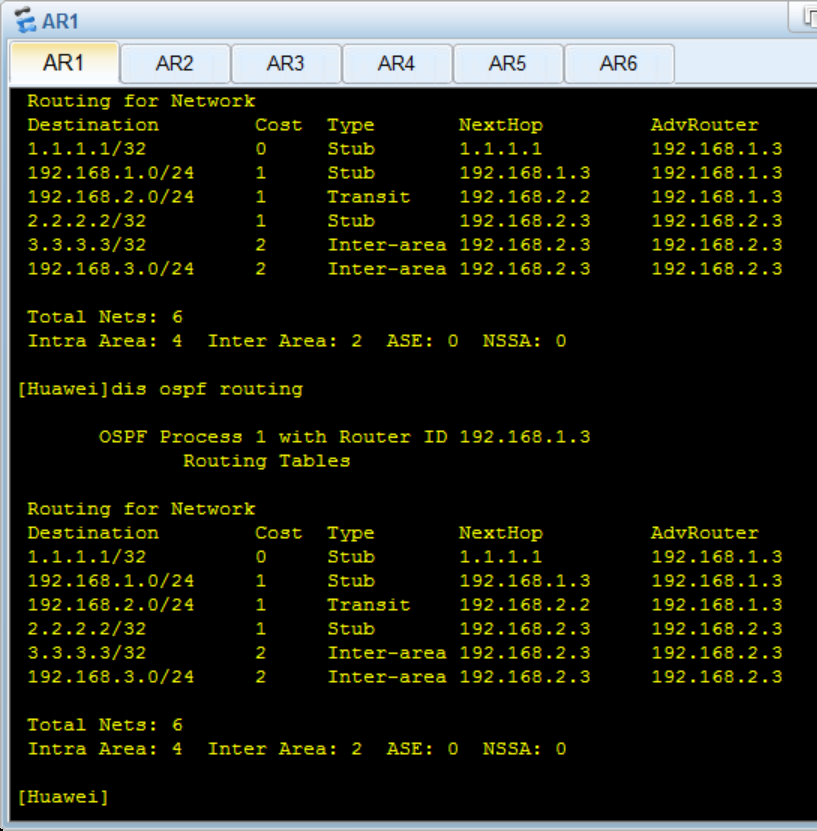 AR1
AR1 AR2 AR3 AR4 AR5 AR6
Routing for Network
Destination Cost Type NextHop AdvRouter
1.1.1.1/32 0 Stub 1.1.1.1 192.168.1.3
192.168.1.0/24 1 Stub 192.168.1.3 192.168.1.3
192.168.2.0/24 1 Transit 192.168.2.2 192.168.1.3
2.2.2.2/32 1 Stub 192.168.2.3 192.168.2.3
3.3.3.3/32 2 Inter-area 192.168.2.3 192.168.2.3
192.168.3.0/24 2 Inter-area 192.168.2.3 192.168.2.3
Total Nets: 6
Intra Area: 4 Inter Area: 2 ASE: 0 NSSA: 0
[Huawei]dis ospf routing
OSPF Process 1 with Router ID 192.168.1.3
Routing Tables
Routing for Network
Destination Cost Type NextHop AdvRouter
1.1.1.1/32 0 Stub 1.1.1.1 192.168.1.3
192.168.1.0/24 1 Stub 192.168.1.3 192.168.1.3
192.168.2.0/24 1 Transit 192.168.2.2 192.168.1.3
2.2.2.2/32 1 Stub 192.168.2.3 192.168.2.3
3.3.3.3/32 2 Inter-area 192.168.2.3 192.168.2.3
192.168.3.0/24 2 Inter-area 192.168.2.3 192.168.2.3
Total Nets: 6
Intra Area: 4 Inter Area: 2 ASE: 0 NSSA: 0
[Huawei]